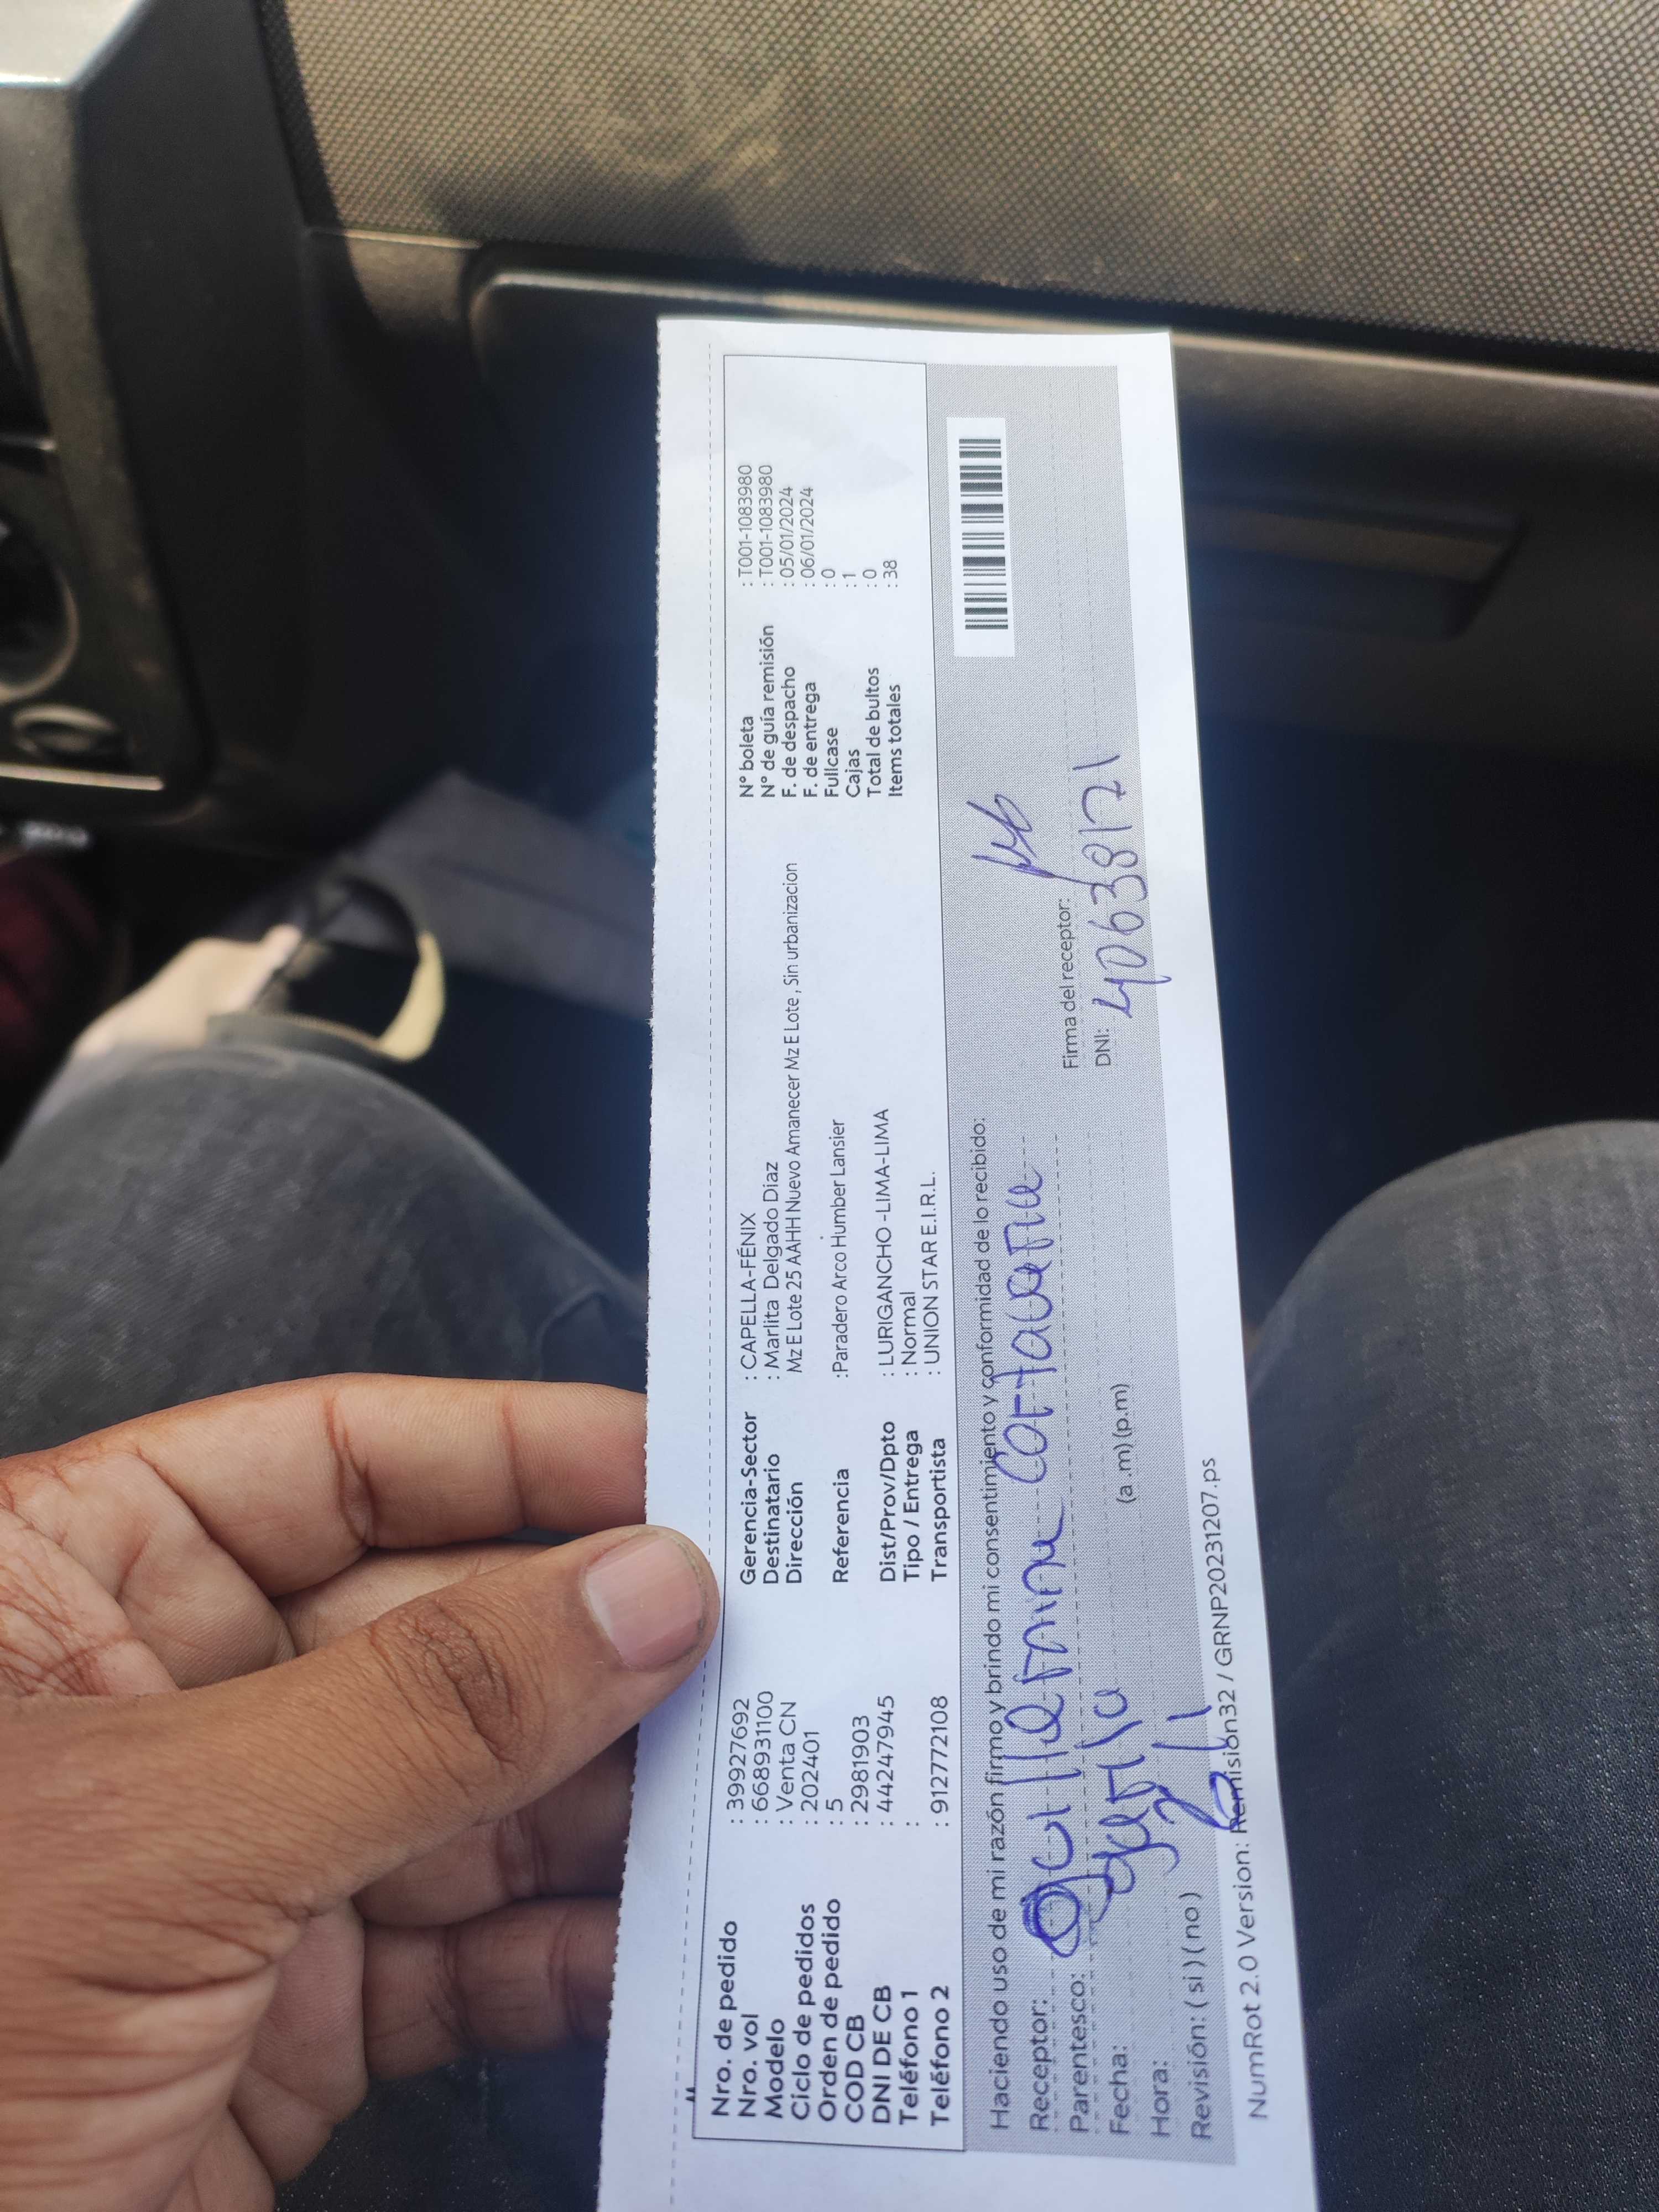 Nro. de pedido : 39927692
Nro. vol : 668931100
Modelo : Venta CN
Ciclo de pedidos : 202401
Orden de pedido : 5
COD CB : 2981903
DNI DE CB : 44247945
Teléfono 1 :
Teléfono 2 : 912772108
Gerencia-Sector : CAPELLA-FÉNIX
Destinatario : Marlita Delgado Diaz
Dirección Mz E Lote 25 AAHH Nuevo Amanecer Mz E Lote , Sin urbanizacion
Referencia : Paradero Arco Humber Lansier
Dist/Prov/Dpto : LURIGANCHO -LIMA-LIMA
Tipo / Entrega : Normal
Transportista : UNION STAR E.I.R.L.
N° boleta : T001-1083980
N° de guía remisión : T001-1083980
F. de despacho : 05/01/2024
F. de entrega : 06/01/2024
Fullcase : 0
Cajas : 1
Total de bultos : 0
Items totales : 38
Haciendo uso de mi razón firmo y brindo mi consentimiento y conformidad de lo recibido:
Receptor:
Parentesco:
Fecha:
Hora: (a .m) (p.m)
Revisión: ( si ) ( no )
Firma del receptor:
DNI: 40638171
NumRot 2.0 Version: Remision32 / GRNP20231207.ps